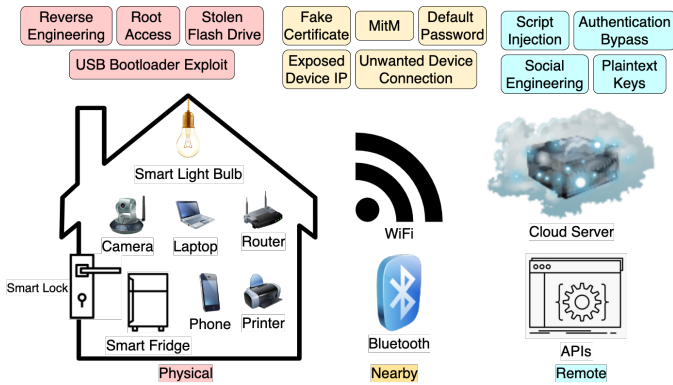 Reverse
Engineering
Root
Access
Stolen
Flash Drive
USB Bootloader Exploit
Fake
Certificate
MitM
Default
Password
Exposed
Device IP
Unwanted Device
Connection
Script
Injection
Authentication
Bypass
Social
Engineering
Plaintext
Keys
Smart Light Bulb
Camera
Laptop
Router
Smart Lock
Smart Fridge
Phone
Printer
Physical
WiFi
Bluetooth
Nearby
Cloud Server
APIs
Remote